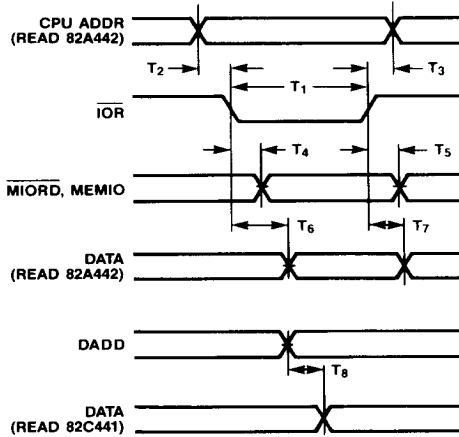 CPU ADDR
(READ 82A442)
T2
T3
T1
IOR
T4
T5
MIORD, MEMIO
T6
T7
DATA
(READ 82A442)
DADD
T8
DATA
(READ 82C441)